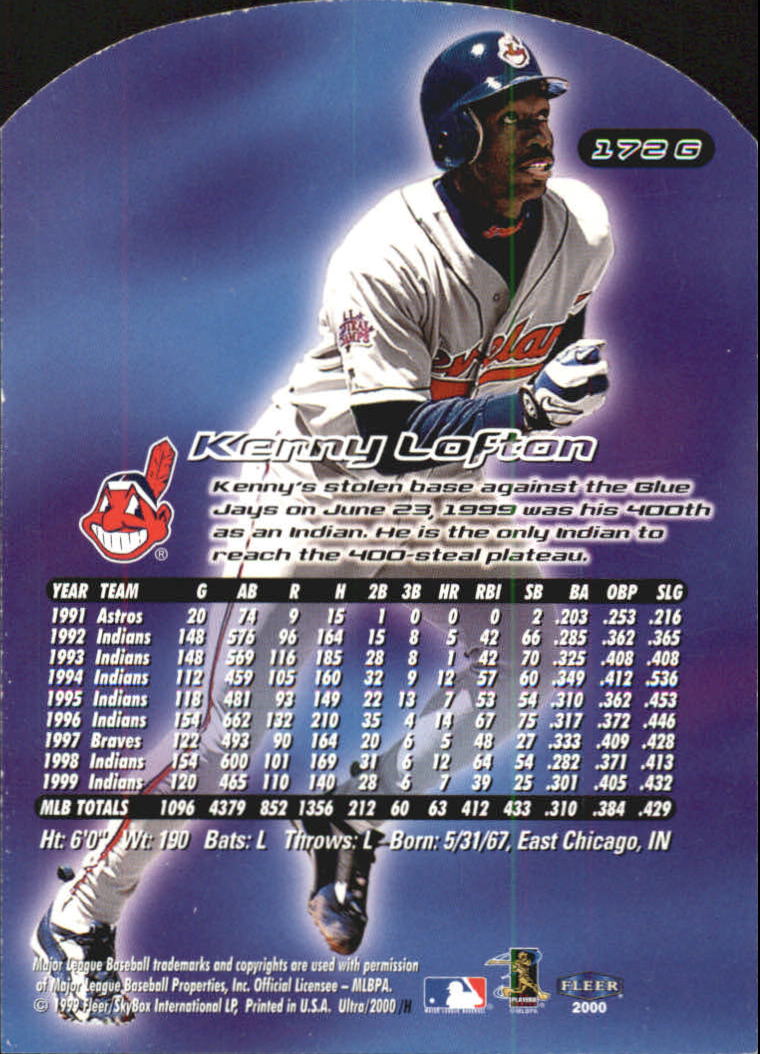 172 G
Kenny Lofton
Kenny's stolen base against the Blue
Jays on June 23, 1999 was his 400th
as an Indian. He is the only Indian to
reach the 400-steal plateau.
®
YEAR TEAM G AB R H 2B 3B HR RBI SB BA OBP SLG
1991 Astros 20 74 9 15 1 0 0 0 2 .203 .253 .216
1992 Indians 148 576 96 164 15 8 5 42 66 .285 .362 .365
1993 Indians 148 569 116 185 28 8 1 42 70 .325 .408 .408
1994 Indians 112 459 105 160 32 9 12 57 60 .349 .412 .536
1995 Indians 118 481 93 149 22 13 7 53 54 .310 .362 .453
1996 Indians 154 662 132 210 35 4 14 67 75 .317 .372 .446
1997 Braves 122 493 90 164 20 6 5 48 27 .333 .409 .428
1998 Indians 154 600 101 169 31 6 12 64 54 .282 .371 .413
1999 Indians 120 465 110 140 28 6 7 39 25 .301 .405 .432
MLB TOTALS 1096 4379 852 1356 212 60 63 412 433 .310 .384 .429
Ht: 6'0" Wt: 190 Bats: L Throws: L Born: 5/31/67, East Chicago, IN
Major League Baseball trademarks and copyrights are used with permission
of Major League Baseball Properties, Inc. Official Licensee – MLBPA.
© 1999 Fleer/SkyBox International LP, Printed in U.S.A. Ultra/2000 /H
MAJOR LEAGUE BASEBALL
PLAYERS
©MLBPA
FLEER
2000